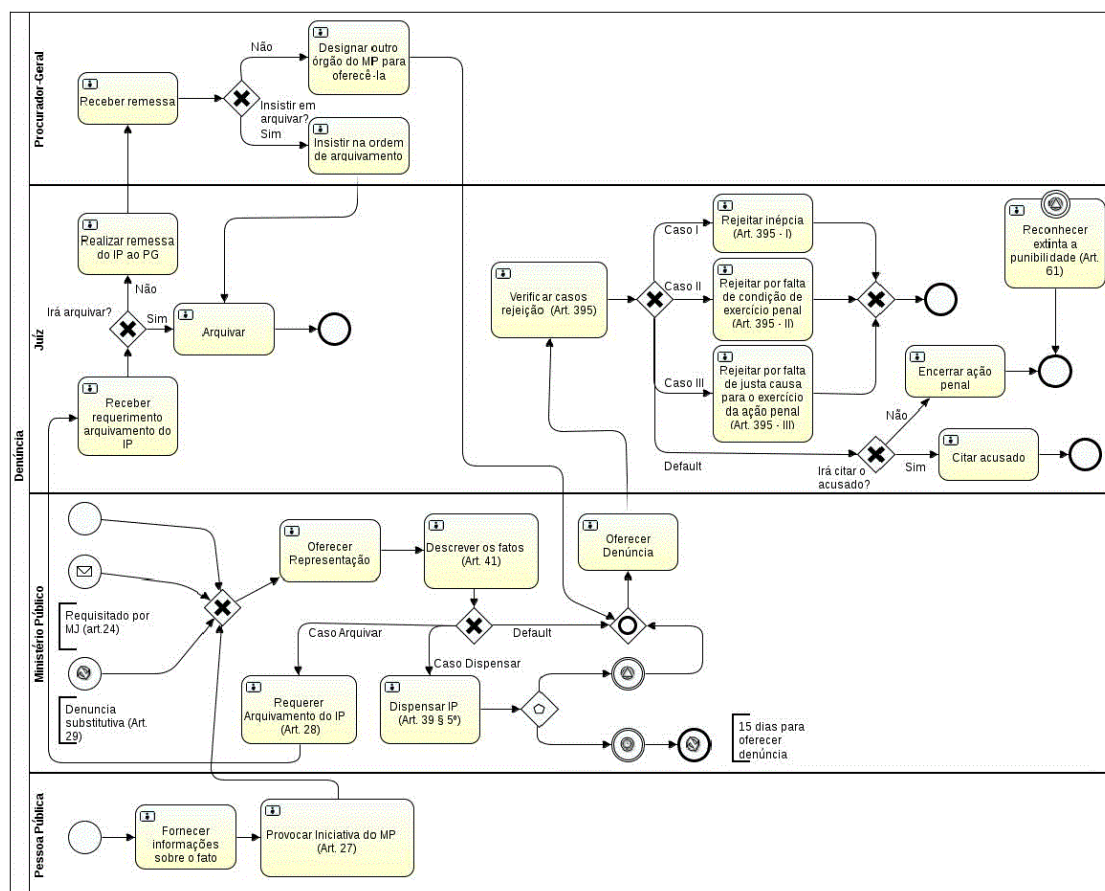 Denúncia
Procurador-Geral
Receber remessa
Não
Insistir em
arquivar?
Sim
Designar outro
órgão do MP para
oferecê-la
Insistir na ordem
de arquivamento
Juíz
Realizar remessa
do IP ao PG
Não
Irá arquivar?
Sim
Arquivar
Receber
requerimento
arquivamento do
IP
Verificar casos
rejeição (Art. 395)
Caso I
Rejeitar inépcia
(Art. 395 - I)
Caso II
Rejeitar por falta
de condição de
exercício penal
(Art. 395 - II)
Caso III
Rejeitar por falta
de justa causa
para o exercício
da ação penal
(Art. 395 - III)
Default
Irá citar o
acusado?
Não
Sim
Encerrar ação
penal
Citar acusado
Reconhecer
extinta a
punibilidade (Art.
61)
Ministério Público
Requisitado por
MJ (art.24)
Denuncia
substitutiva (Art.
29)
Oferecer
Representação
Descrever os fatos
(Art. 41)
Caso Arquivar
Default
Caso Dispensar
Requerer
Arquivamento do IP
(Art. 28)
Dispensar IP
(Art. 39 § 5º)
Oferecer
Denúncia
15 dias para
oferecer
denúncia
Pessoa Pública
Fornecer
informações
sobre o fato
Provocar Iniciativa do MP
(Art. 27)